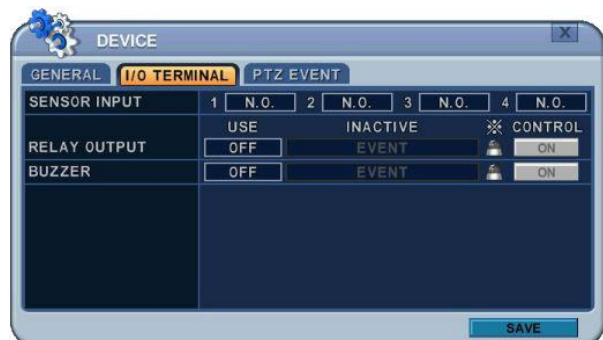 DEVICE X
GENERAL I/O TERMINAL PTZ EVENT
SENSOR INPUT 1 N.O. 2 N.O. 3 N.O. 4 N.O.
USE INACTIVE ※ CONTROL
RELAY OUTPUT OFF EVENT ON
BUZZER OFF EVENT ON
SAVE